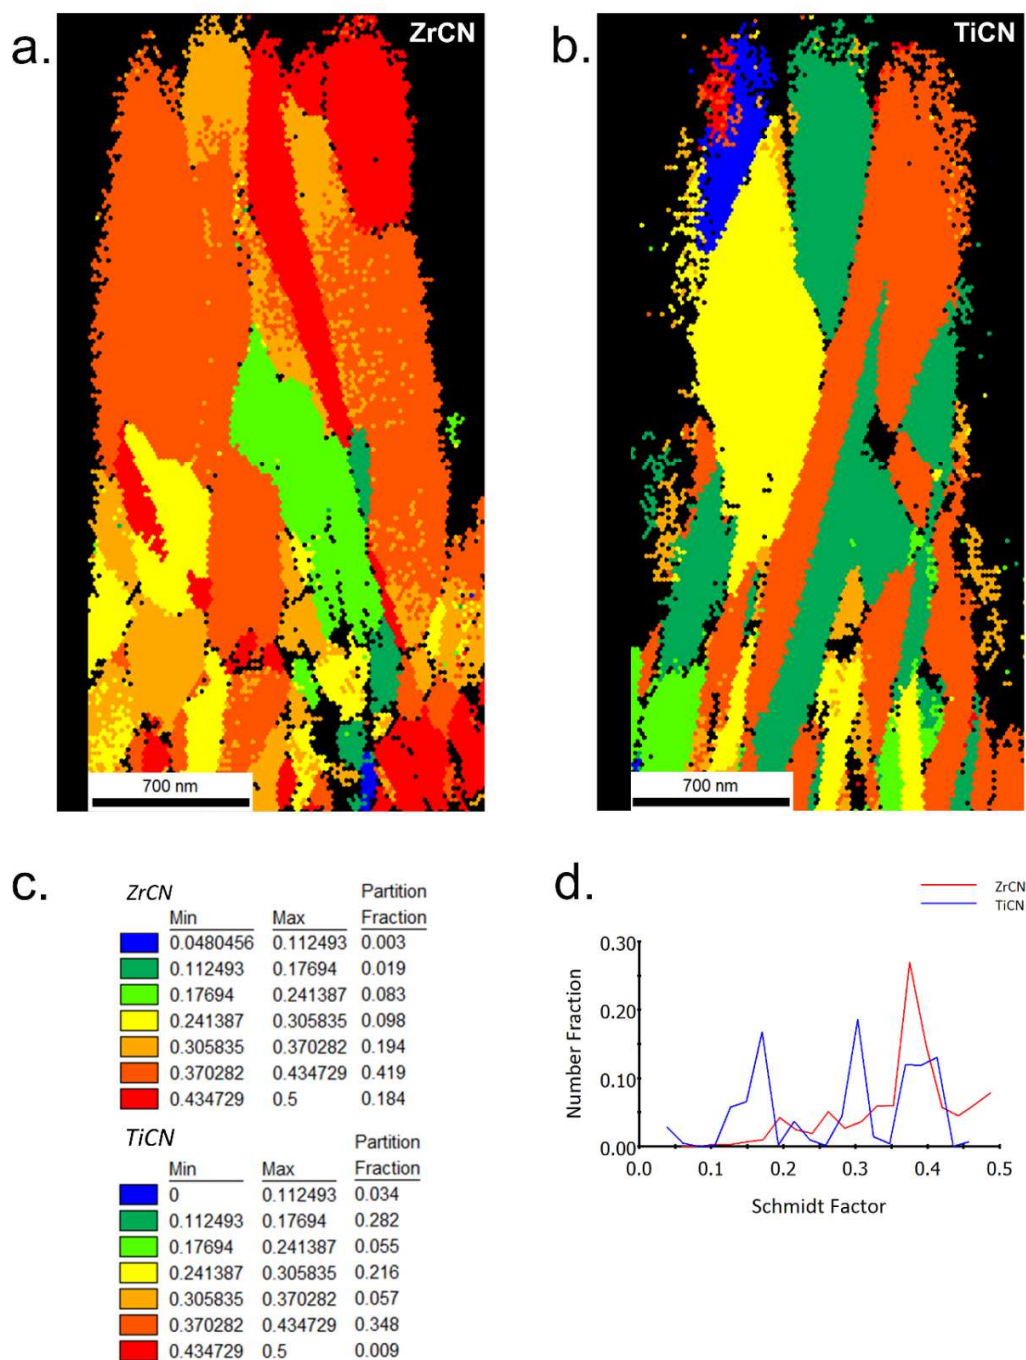 a.
ZrCN
700 nm
b.
TiCN
700 nm
c.
ZrCN
Partition
Min Max Fraction
0.0480456 0.112493 0.003
0.112493 0.17694 0.019
0.17694 0.241387 0.083
0.241387 0.305835 0.098
0.305835 0.370282 0.194
0.370282 0.434729 0.419
0.434729 0.5 0.184
TiCN
Partition
Min Max Fraction
0 0.112493 0.034
0.112493 0.17694 0.282
0.17694 0.241387 0.055
0.241387 0.305835 0.216
0.305835 0.370282 0.057
0.370282 0.434729 0.348
0.434729 0.5 0.009
d.
ZrCN
TiCN
Number Fraction
0.30
0.20
0.10
0.00
0.0 0.1 0.2 0.3 0.4 0.5
Schmidt Factor